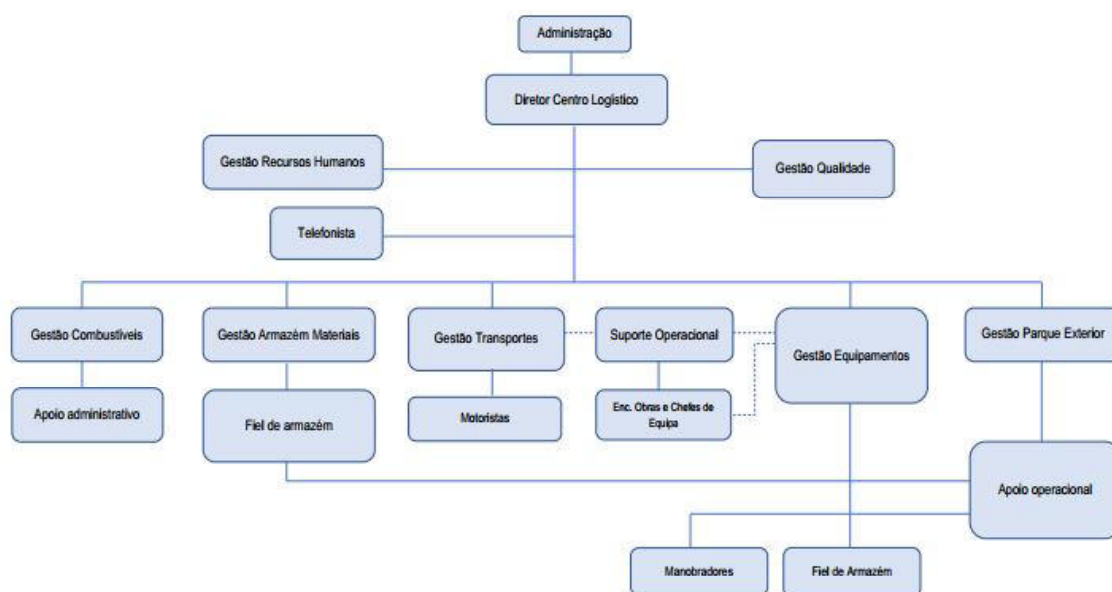 Administração
Diretor Centro Logístico
Gestão Recursos Humanos
Gestão Qualidade
Telefonista
Gestão Combustíveis
Gestão Armazém Materiais
Gestão Transportes
Suporte Operacional
Gestão Equipamentos
Gestão Parque Exterior
Apoio administrativo
Fiel de armazém
Motoristas
Enc. Obras e Chefes de
Equipa
Apoio operacional
Manobradores
Fiel de Armazém